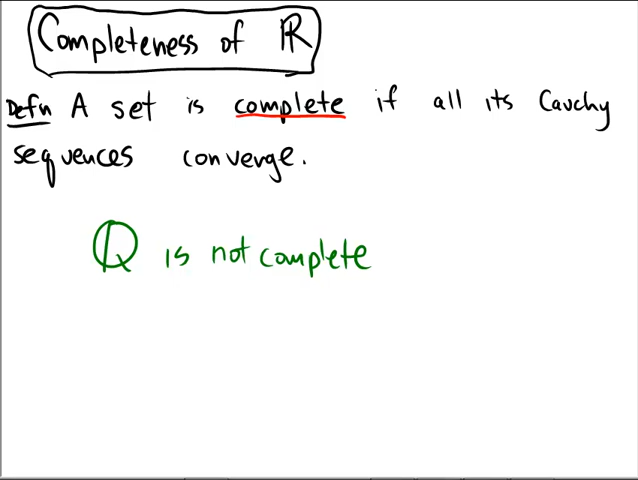 Completeness of ℝ
Defn A set is complete if all its Cauchy
sequences converge.
ℚ is not complete